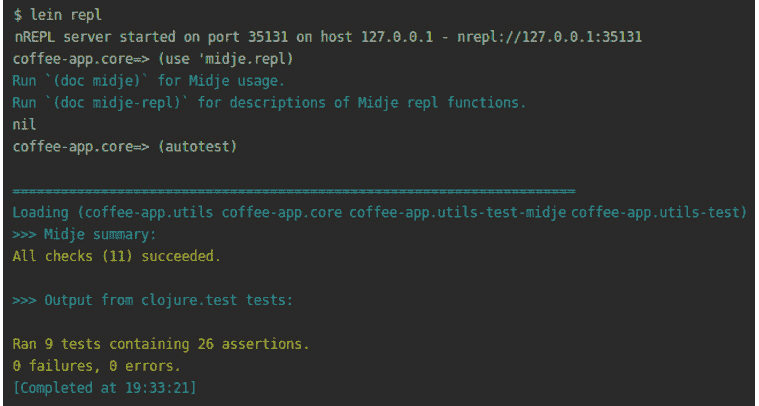 $ lein repl
nREPL server started on port 35131 on host 127.0.0.1 - nrepl://127.0.0.1:35131
coffee-app.core=> (use 'midje.repl)
Run `(doc midje)` for Midje usage.
Run `(doc midje-repl)` for descriptions of Midje repl functions.
nil
coffee-app.core=> (autotest)
======================================================================
Loading (coffee-app.utils coffee-app.core coffee-app.utils-test-midje coffee-app.utils-test)
>>> Midje summary:
All checks (11) succeeded.
>>> Output from clojure.test tests:
Ran 9 tests containing 26 assertions.
0 failures, 0 errors.
[Completed at 19:33:21]